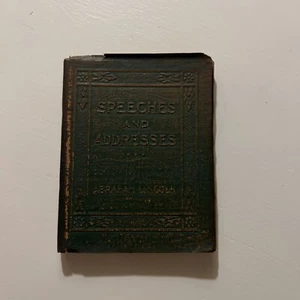 SPEECHES
AND
ADDRESSES
ABRAHAM LINCOLN